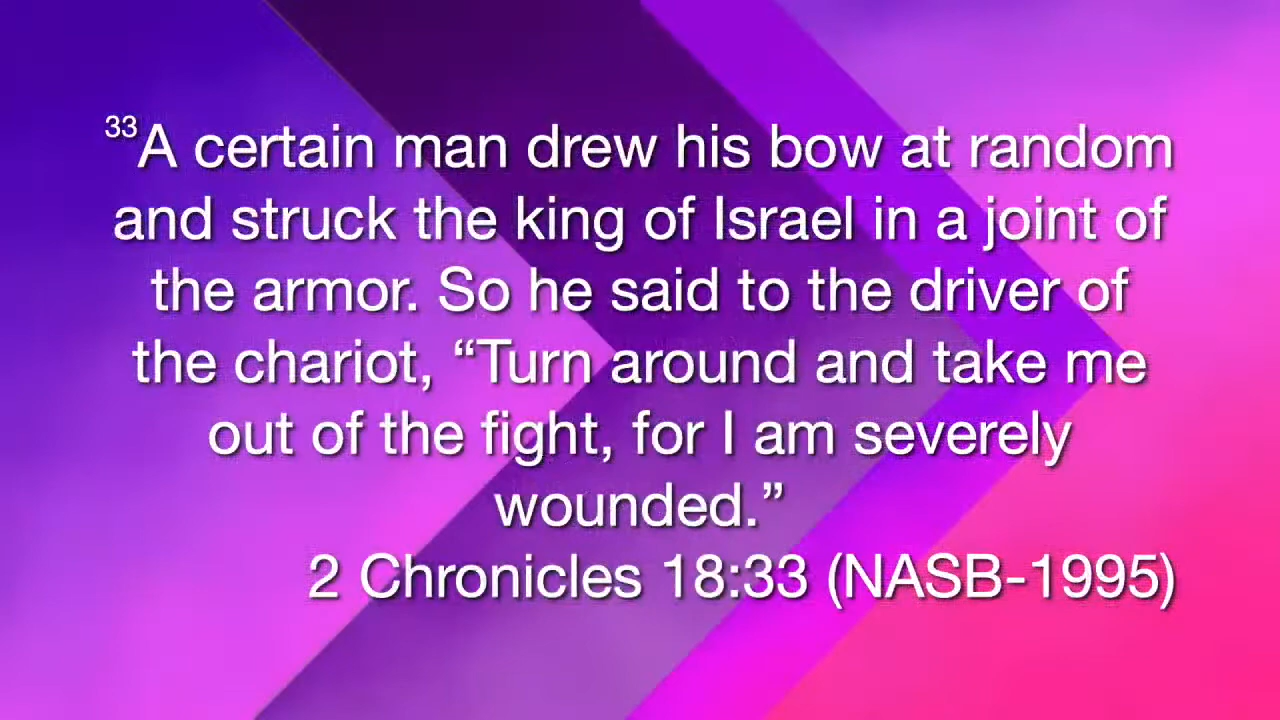 33A certain man drew his bow at random
and struck the king of Israel in a joint of
the armor. So he said to the driver of
the chariot, “Turn around and take me
out of the fight, for I am severely
wounded.”
2 Chronicles 18:33 (NASB-1995)